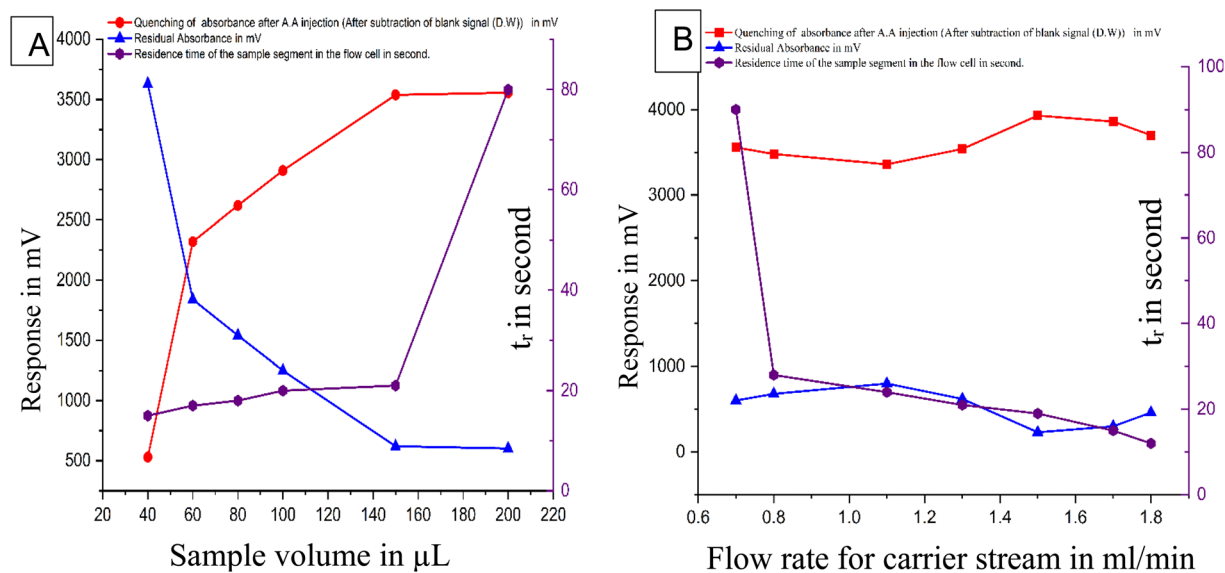 A
Quenching of absorbance after A.A injection (After subtraction of blank signal (D.W)) in mV
Residual Absorbance in mV
Residence time of the sample segment in the flow cell in second.
4000
3500
3000
2500
2000
1500
1000
500
Response in mV
80
60
40
20
0
tr in second
20 40 60 80 100 120 140 160 180 200 220
Sample volume in µL
B
Quenching of absorbance after A.A injection (After subtraction of blank signal (D.W)) in mV
Residual Absorbance in mV
Residence time of the sample segment in the flow cell in second.
4000
3000
2000
1000
0
Response in mV
100
80
60
40
20
0
tr in second
0.6 0.8 1.0 1.2 1.4 1.6 1.8
Flow rate for carrier stream in ml/min